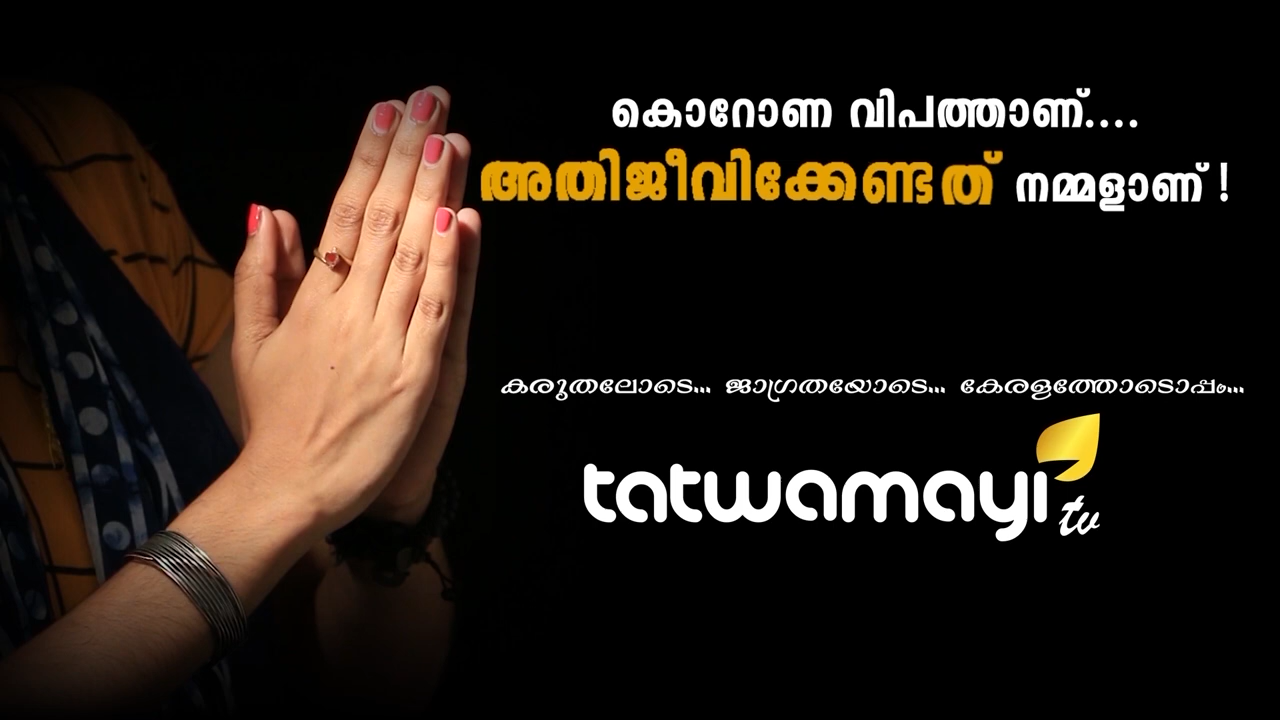 കൊറോണ വിപത്താണ്....
അതിജീവിക്കേണ്ടത് നമ്മളാണ് !
കരുതലോടെ... ജാഗ്രതയോടെ... കേരളത്തോടൊപ്പം...
tatwamayi
tv